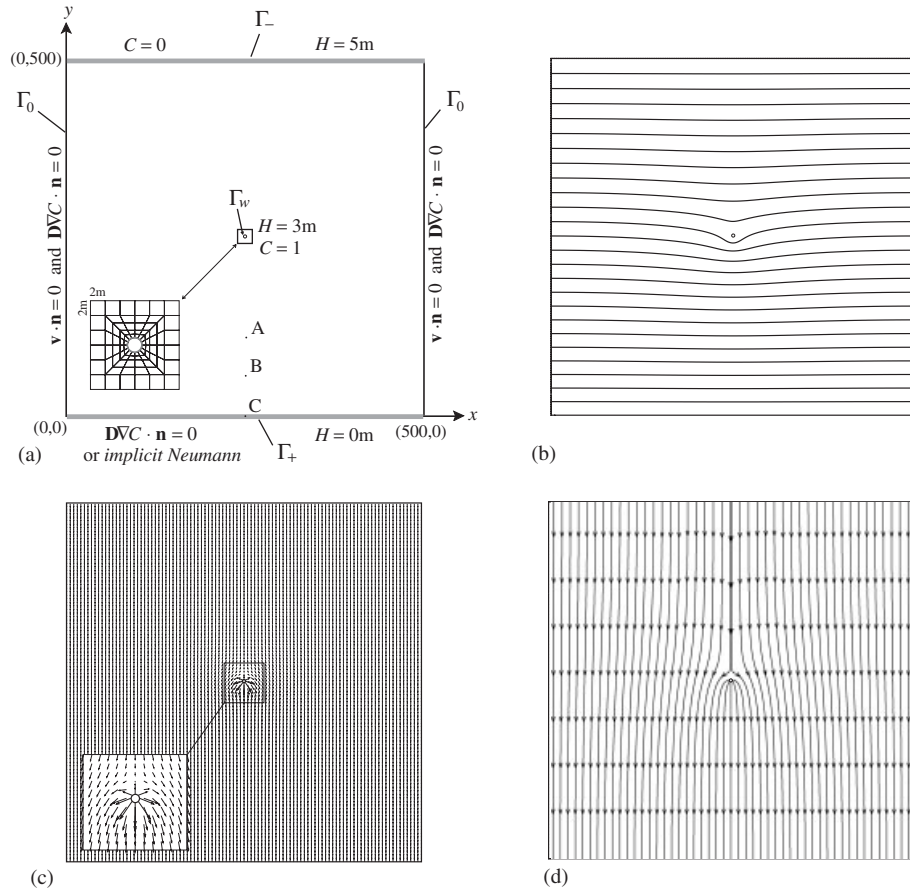 y
Γ₋
C = 0
H = 5m
(0,500)
Γ₀
Γ₀
v · n = 0 and D∇C · n = 0
v · n = 0 and D∇C · n = 0
Γw
H = 3m
C = 1
2m
2m
A
B
C
x
(0,0)
D∇C · n = 0
H = 0m
(500,0)
or implicit Neumann
Γ₊
(a)
(b)
(c)
(d)